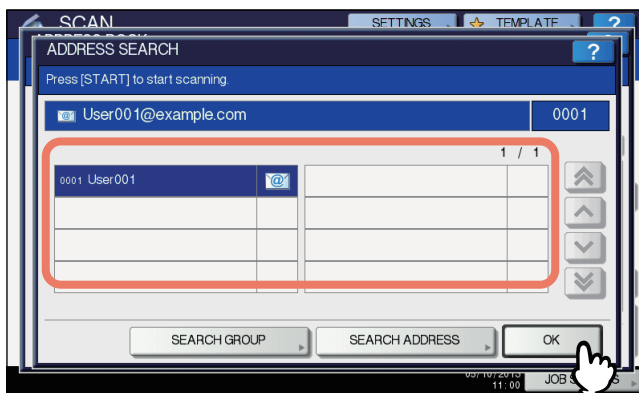 SCAN
SETTINGS
TEMPLATE
?
ADDRESS SEARCH
?
Press [START] to start scanning.
User001@example.com
0001
1 / 1
0001 User001
@
SEARCH GROUP
SEARCH ADDRESS
OK
11:00
JOB